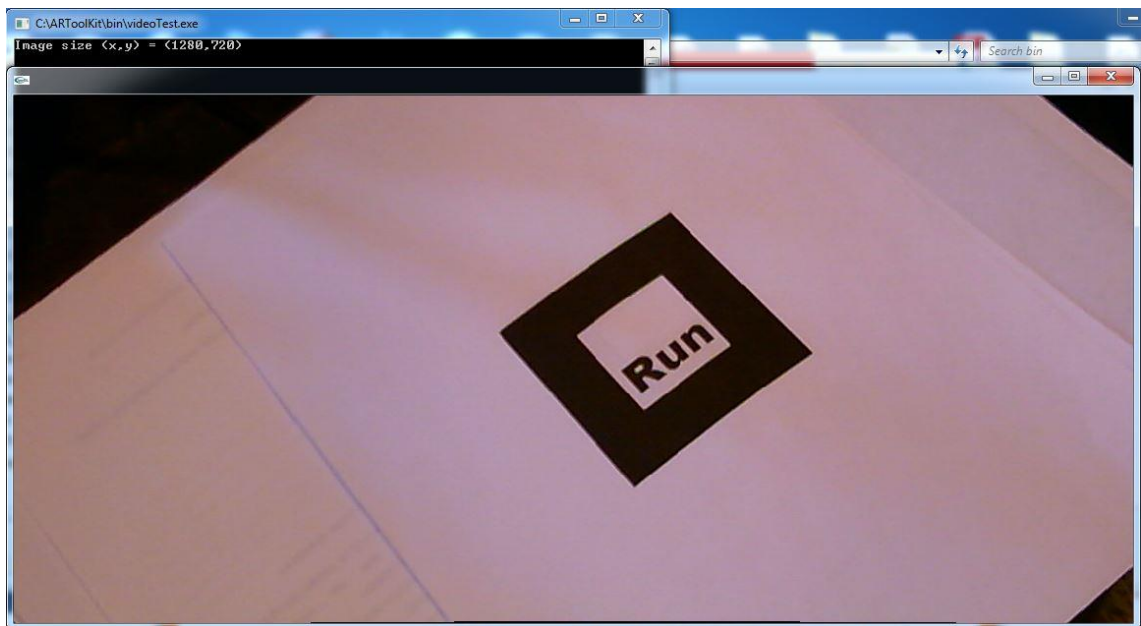 C:\ARToolKit\bin\videoTest.exe
Image size (x,y) = (1280,720)
Search bin
Run